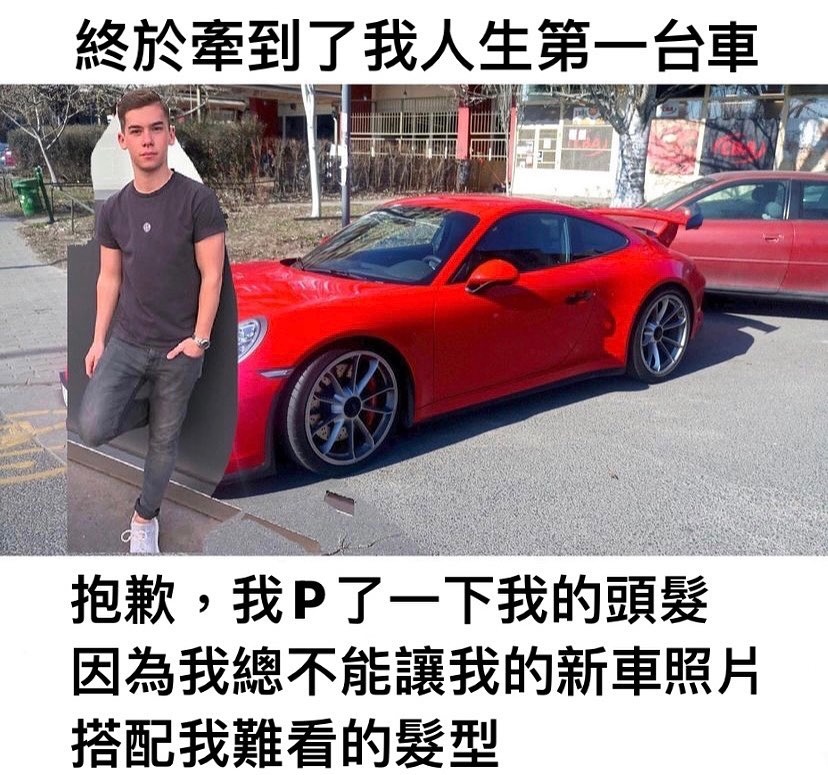 終於牽到了我人生第一台車
抱歉，我P了一下我的頭髮
因為我總不能讓我的新車照片
搭配我難看的髮型